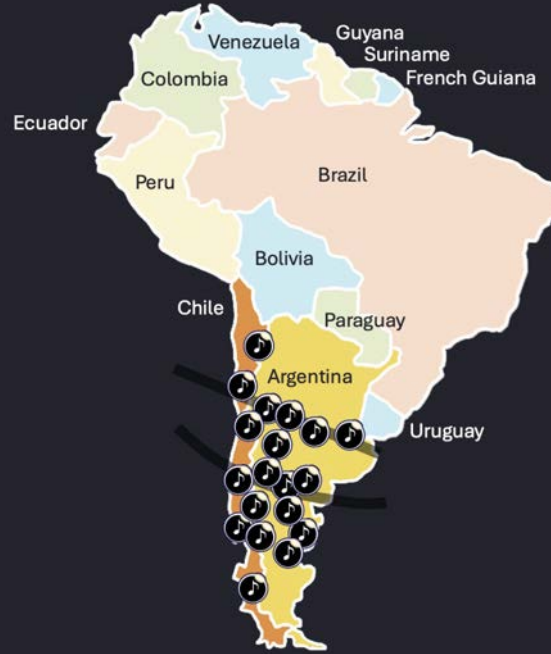 Guyana
Venezuela
Suriname
French Guiana
Colombia
Ecuador
Peru
Brazil
Bolivia
Chile
Paraguay
Argentina
Uruguay